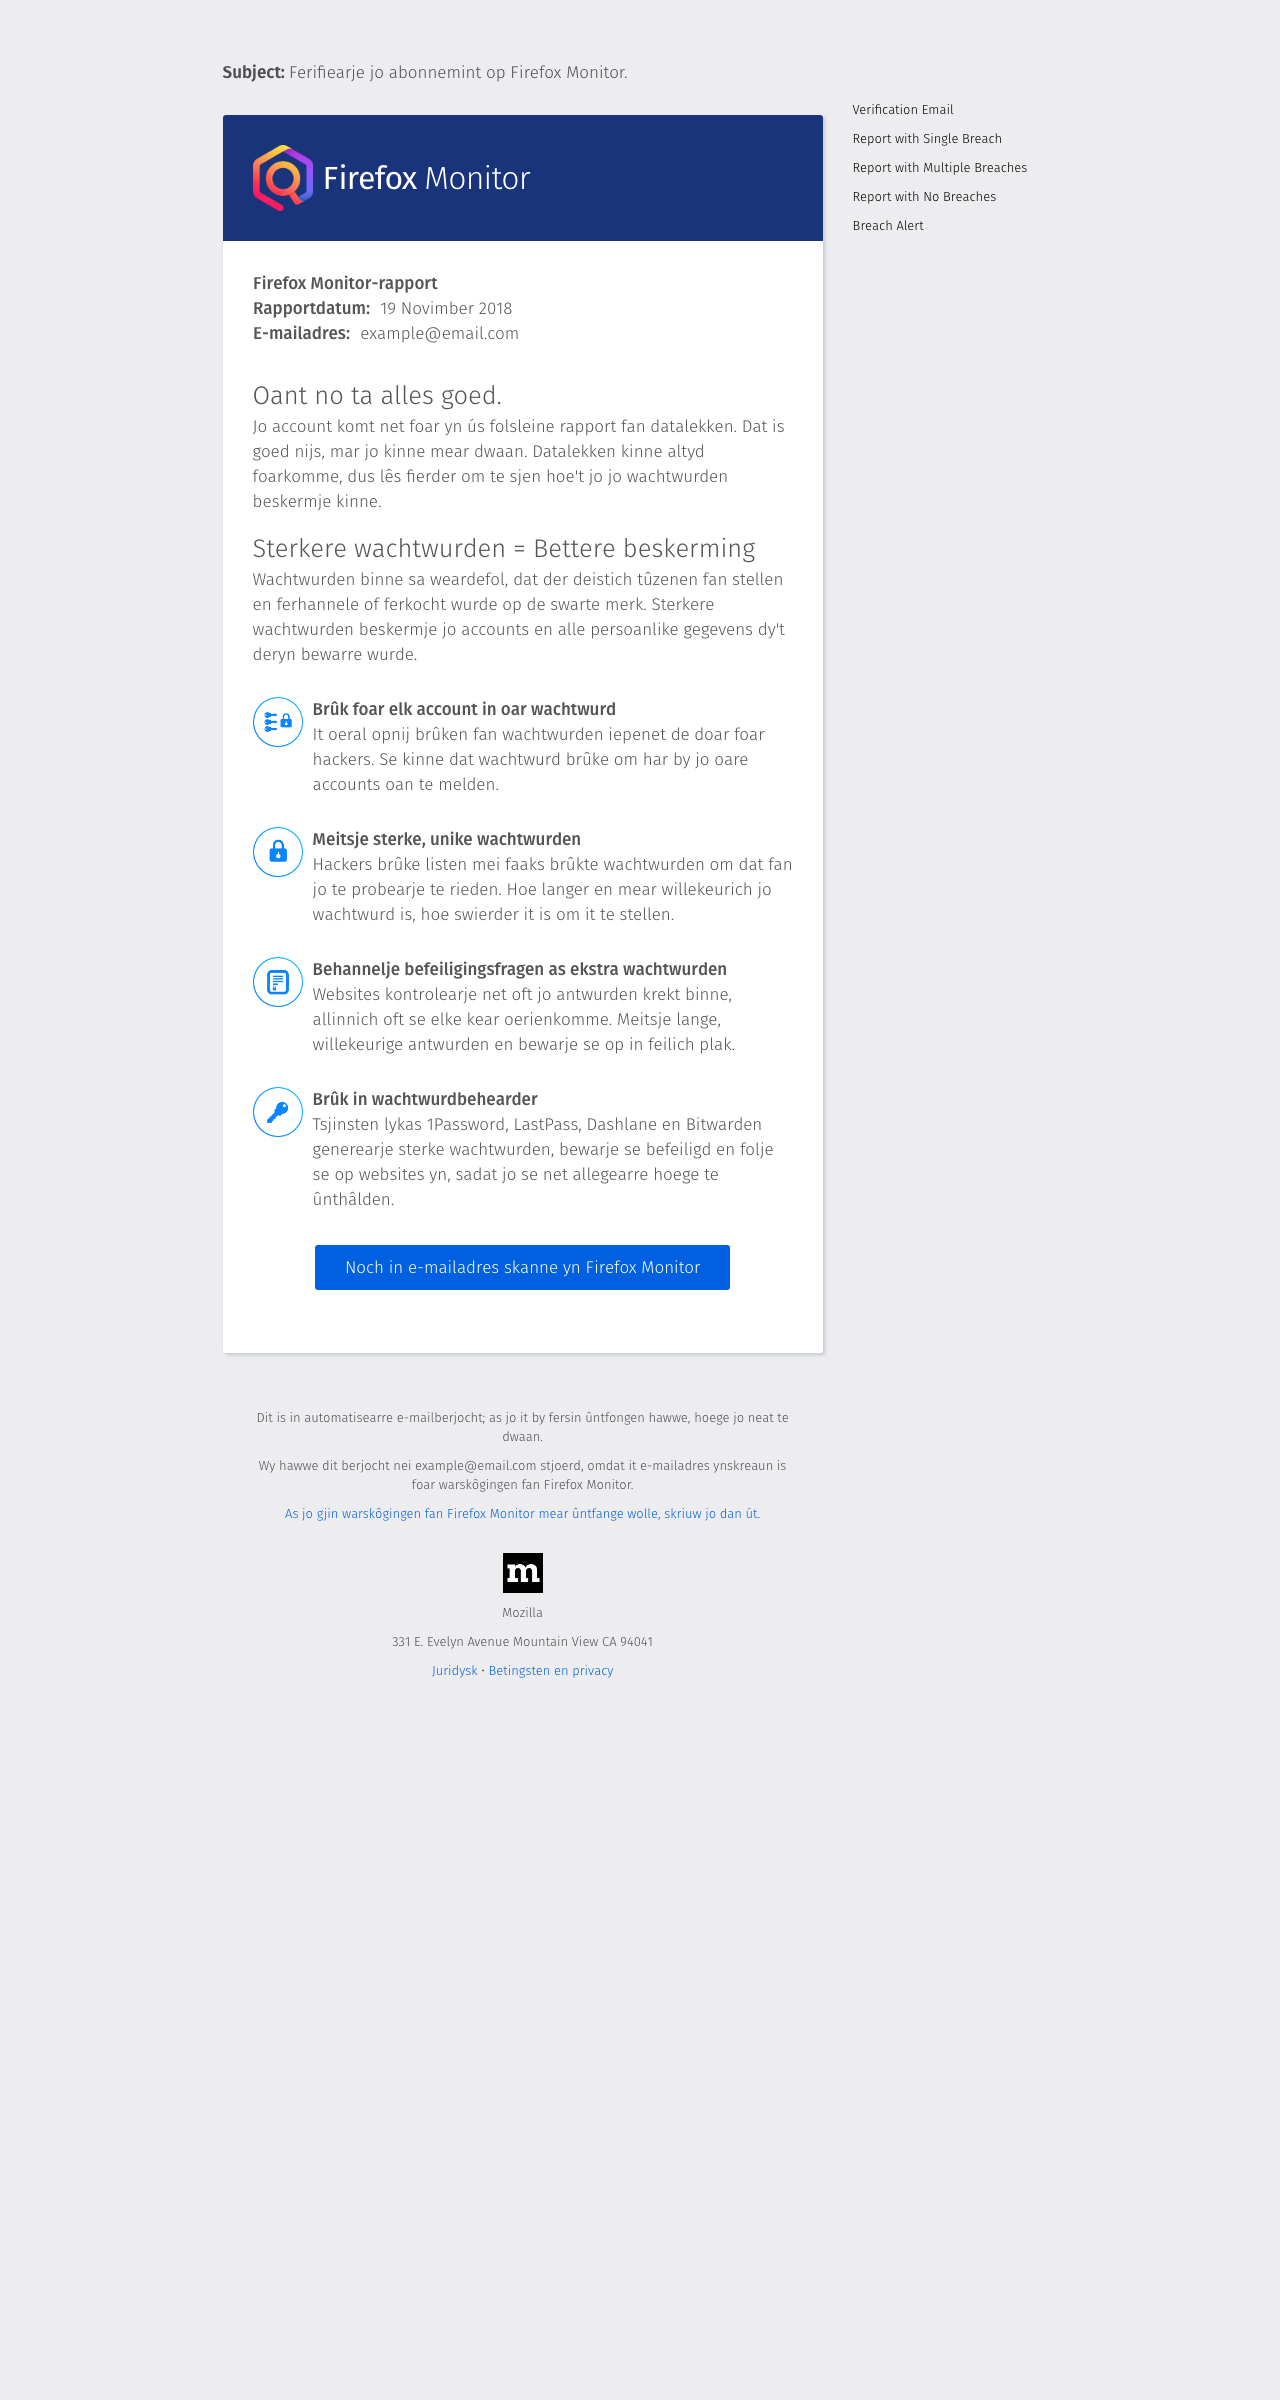 Subject: Ferifiearje jo abonnemint op Firefox Monitor.
Verification Email
Report with Single Breach
Report with Multiple Breaches
Report with No Breaches
Breach Alert
Firefox Monitor
Firefox Monitor-rapport
Rapportdatum: 19 Novimber 2018
E-mailadres: example@email.com
Oant no ta alles goed.
Jo account komt net foar yn ús folsleine rapport fan datalekken. Dat is
goed nijs, mar jo kinne mear dwaan. Datalekken kinne altyd
foarkomme, dus lês fierder om te sjen hoe't jo jo wachtwurden
beskermje kinne.
Sterkere wachtwurden = Bettere beskerming
Wachtwurden binne sa weardefol, dat der deistich tûzenen fan stellen
en ferhannele of ferkocht wurde op de swarte merk. Sterkere
wachtwurden beskermje jo accounts en alle persoanlike gegevens dy't
deryn bewarre wurde.
Brûk foar elk account in oar wachtwurd
It oeral opnij brûken fan wachtwurden iepenet de doar foar
hackers. Se kinne dat wachtwurd brûke om har by jo oare
accounts oan te melden.
Meitsje sterke, unike wachtwurden
Hackers brûke listen mei faaks brûkte wachtwurden om dat fan
jo te probearje te rieden. Hoe langer en mear willekeurich jo
wachtwurd is, hoe swierder it is om it te stellen.
Behannelje befeiligingsfragen as ekstra wachtwurden
Websites kontrolearje net oft jo antwurden krekt binne,
allinnich oft se elke kear oerienkomme. Meitsje lange,
willekeurige antwurden en bewarje se op in feilich plak.
Brûk in wachtwurdbehearder
Tsjinsten lykas 1Password, LastPass, Dashlane en Bitwarden
generearje sterke wachtwurden, bewarje se befeiligd en folje
se op websites yn, sadat jo se net allegearre hoege te
ûnthâlden.
Noch in e-mailadres skanne yn Firefox Monitor
Dit is in automatisearre e-mailberjocht; as jo it by fersin ûntfongen hawwe, hoege jo neat te
dwaan.
Wy hawwe dit berjocht nei example@email.com stjoerd, omdat it e-mailadres ynskreaun is
foar warskôgingen fan Firefox Monitor.
As jo gjin warskôgingen fan Firefox Monitor mear ûntfange wolle, skriuw jo dan út.
m
Mozilla
331 E. Evelyn Avenue Mountain View CA 94041
Juridysk • Betingsten en privacy